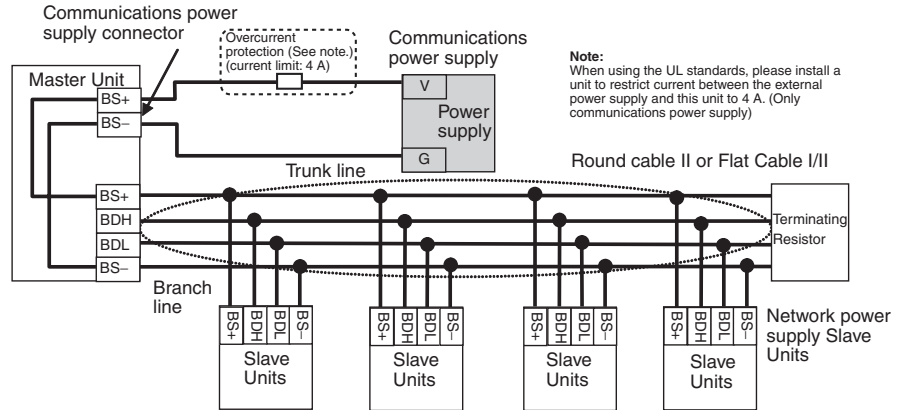 Communications power
supply connector
Overcurrent
protection (See note.)
(current limit: 4 A)
Communications
power supply
Note:
When using the UL standards, please install a
unit to restrict current between the external
power supply and this unit to 4 A. (Only
communications power supply)
Master Unit
BS+
BS−
V
Power
supply
G
Trunk line
Round cable II or Flat Cable I/II
BS+
BDH
BDL
BS−
Terminating
Resistor
Branch
line
BS+
BDH
BDL
BS−
Slave
Units
BS+
BDH
BDL
BS−
Slave
Units
BS+
BDH
BDL
BS−
Slave
Units
BS+
BDH
BDL
BS−
Slave
Units
Network power
supply Slave
Units